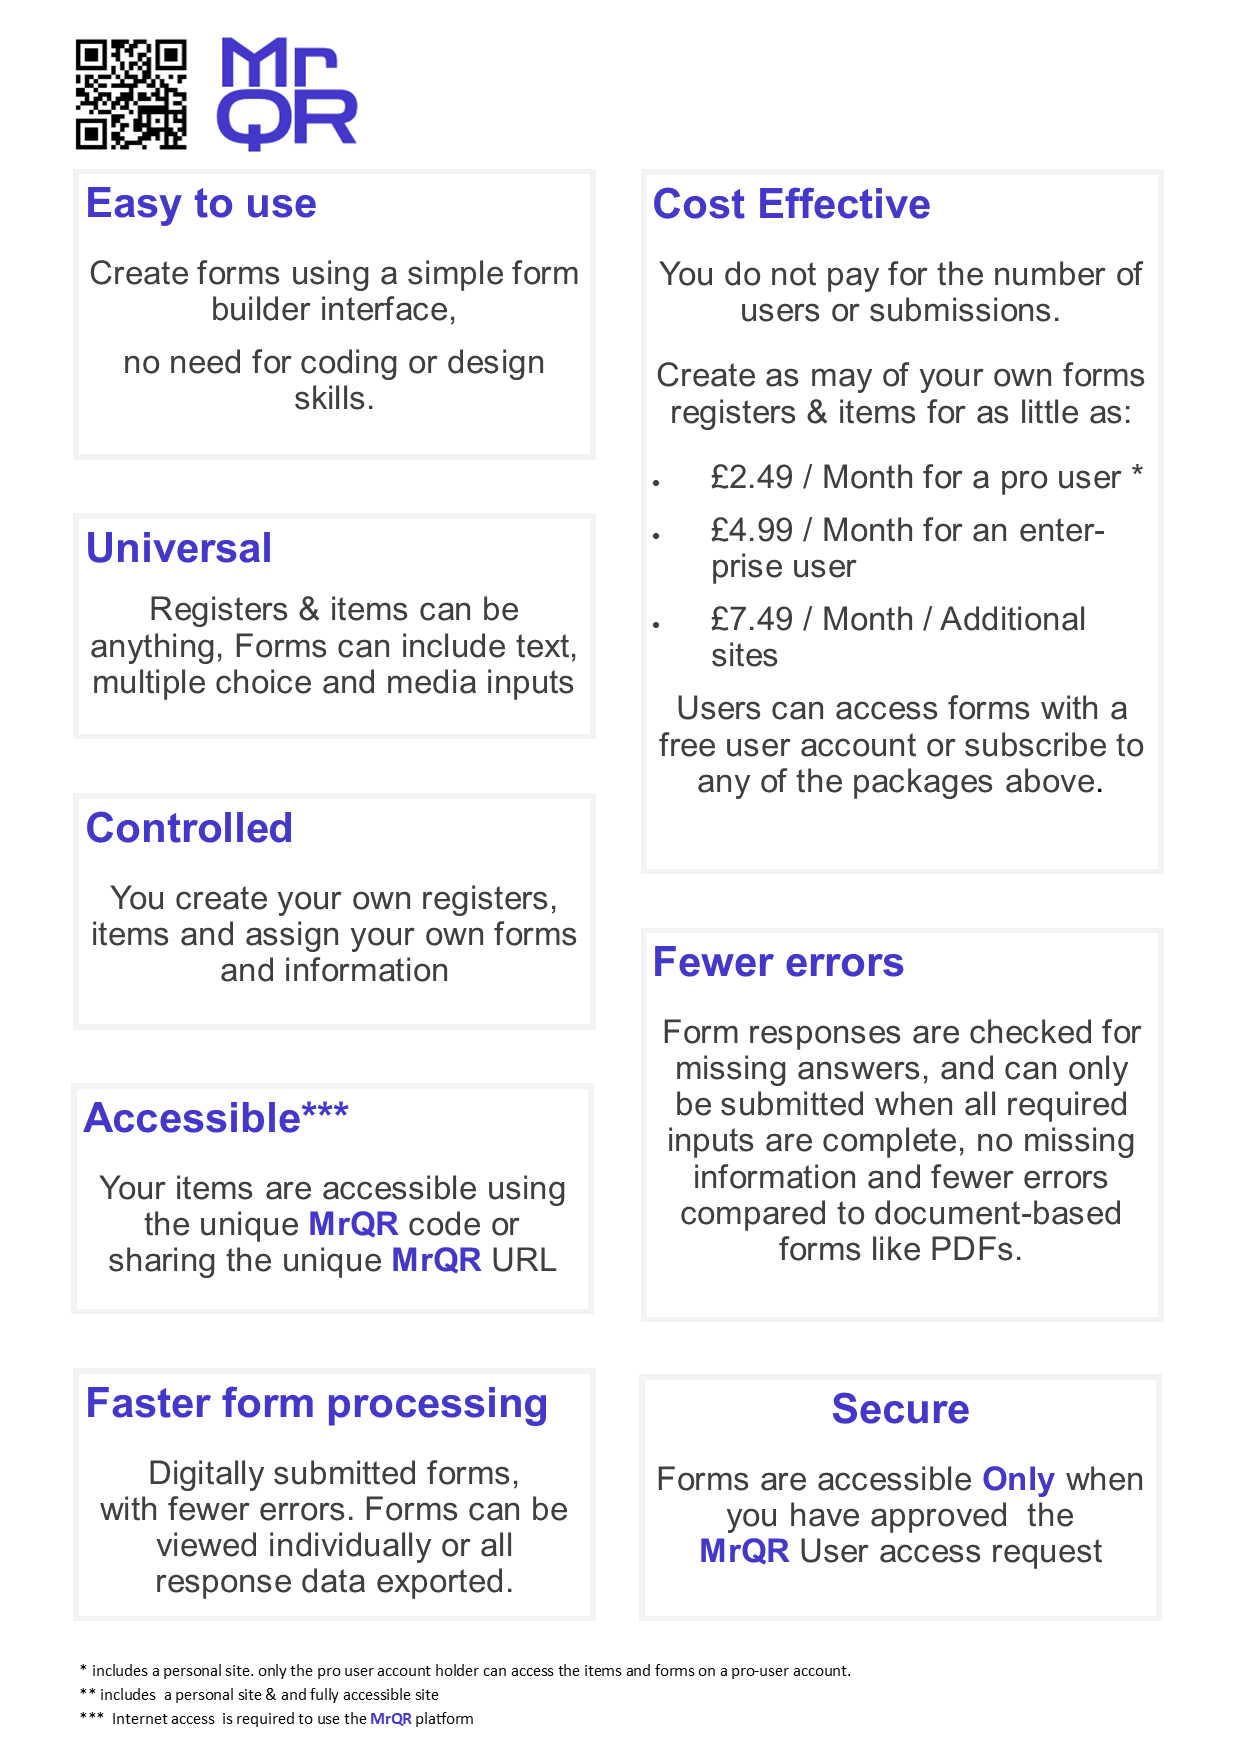 Mr
QR
Easy to use
Create forms using a simple form
builder interface,
no need for coding or design
skills.
Universal
Registers & items can be
anything, Forms can include text,
multiple choice and media inputs
Controlled
You create your own registers,
items and assign your own forms
and information
Accessible***
Your items are accessible using
the unique MrQR code or
sharing the unique MrQR URL
Faster form processing
Digitally submitted forms,
with fewer errors. Forms can be
viewed individually or all
response data exported.
Cost Effective
You do not pay for the number of
users or submissions.
Create as may of your own forms
registers & items for as little as:
• £2.49 / Month for a pro user *
• £4.99 / Month for an enter-
prise user
• £7.49 / Month / Additional
sites
Users can access forms with a
free user account or subscribe to
any of the packages above.
Fewer errors
Form responses are checked for
missing answers, and can only
be submitted when all required
inputs are complete, no missing
information and fewer errors
compared to document-based
forms like PDFs.
Secure
Forms are accessible Only when
you have approved the
MrQR User access request
* includes a personal site. only the pro user account holder can access the items and forms on a pro-user account.
** includes a personal site & and fully accessible site
*** Internet access is required to use the MrQR platform